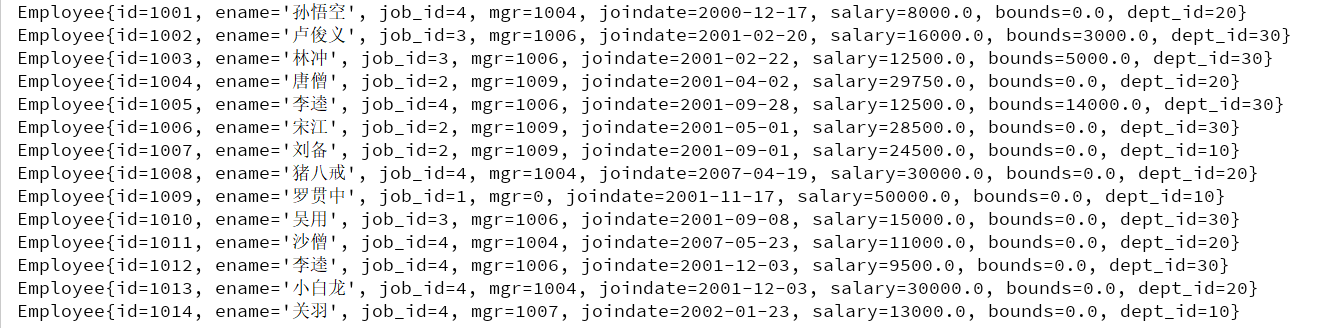 Employee{id=1001, ename='孙悟空', job_id=4, mgr=1004, joindate=2000-12-17, salary=8000.0, bounds=0.0, dept_id=20}
Employee{id=1002, ename='卢俊义', job_id=3, mgr=1006, joindate=2001-02-20, salary=16000.0, bounds=3000.0, dept_id=30}
Employee{id=1003, ename='林冲', job_id=3, mgr=1006, joindate=2001-02-22, salary=12500.0, bounds=5000.0, dept_id=30}
Employee{id=1004, ename='唐僧', job_id=2, mgr=1009, joindate=2001-04-02, salary=29750.0, bounds=0.0, dept_id=20}
Employee{id=1005, ename='李逵', job_id=4, mgr=1006, joindate=2001-09-28, salary=12500.0, bounds=14000.0, dept_id=30}
Employee{id=1006, ename='宋江', job_id=2, mgr=1009, joindate=2001-05-01, salary=28500.0, bounds=0.0, dept_id=30}
Employee{id=1007, ename='刘备', job_id=2, mgr=1009, joindate=2001-09-01, salary=24500.0, bounds=0.0, dept_id=10}
Employee{id=1008, ename='猪八戒', job_id=4, mgr=1004, joindate=2007-04-19, salary=30000.0, bounds=0.0, dept_id=20}
Employee{id=1009, ename='罗贯中', job_id=1, mgr=0, joindate=2001-11-17, salary=50000.0, bounds=0.0, dept_id=10}
Employee{id=1010, ename='吴用', job_id=3, mgr=1006, joindate=2001-09-08, salary=15000.0, bounds=0.0, dept_id=30}
Employee{id=1011, ename='沙僧', job_id=4, mgr=1004, joindate=2007-05-23, salary=11000.0, bounds=0.0, dept_id=20}
Employee{id=1012, ename='李逵', job_id=4, mgr=1006, joindate=2001-12-03, salary=9500.0, bounds=0.0, dept_id=30}
Employee{id=1013, ename='小白龙', job_id=4, mgr=1004, joindate=2001-12-03, salary=30000.0, bounds=0.0, dept_id=20}
Employee{id=1014, ename='关羽', job_id=4, mgr=1007, joindate=2002-01-23, salary=13000.0, bounds=0.0, dept_id=10}